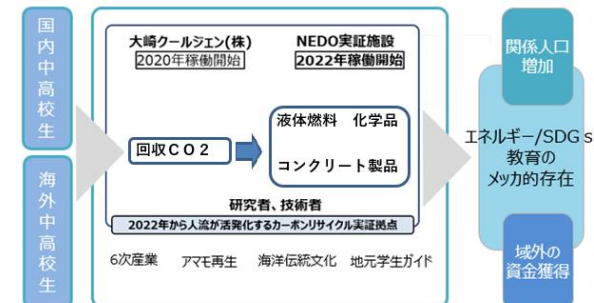 国内中高校生
海外中高校生
大崎クールジェン(株)
2020年稼働開始
NEDO実証施設
2022年稼働開始
回収CO2
液体燃料 化学品
コンクリート製品
研究者、技術者
2022年から人流が活発化するカーボンリサイクル実証拠点
6次産業 アマモ再生 海洋伝統文化 地元学生ガイド
関係人口
増加
エネルギー/SDGs
教育の
メッカ的存在
域外の
資金獲得